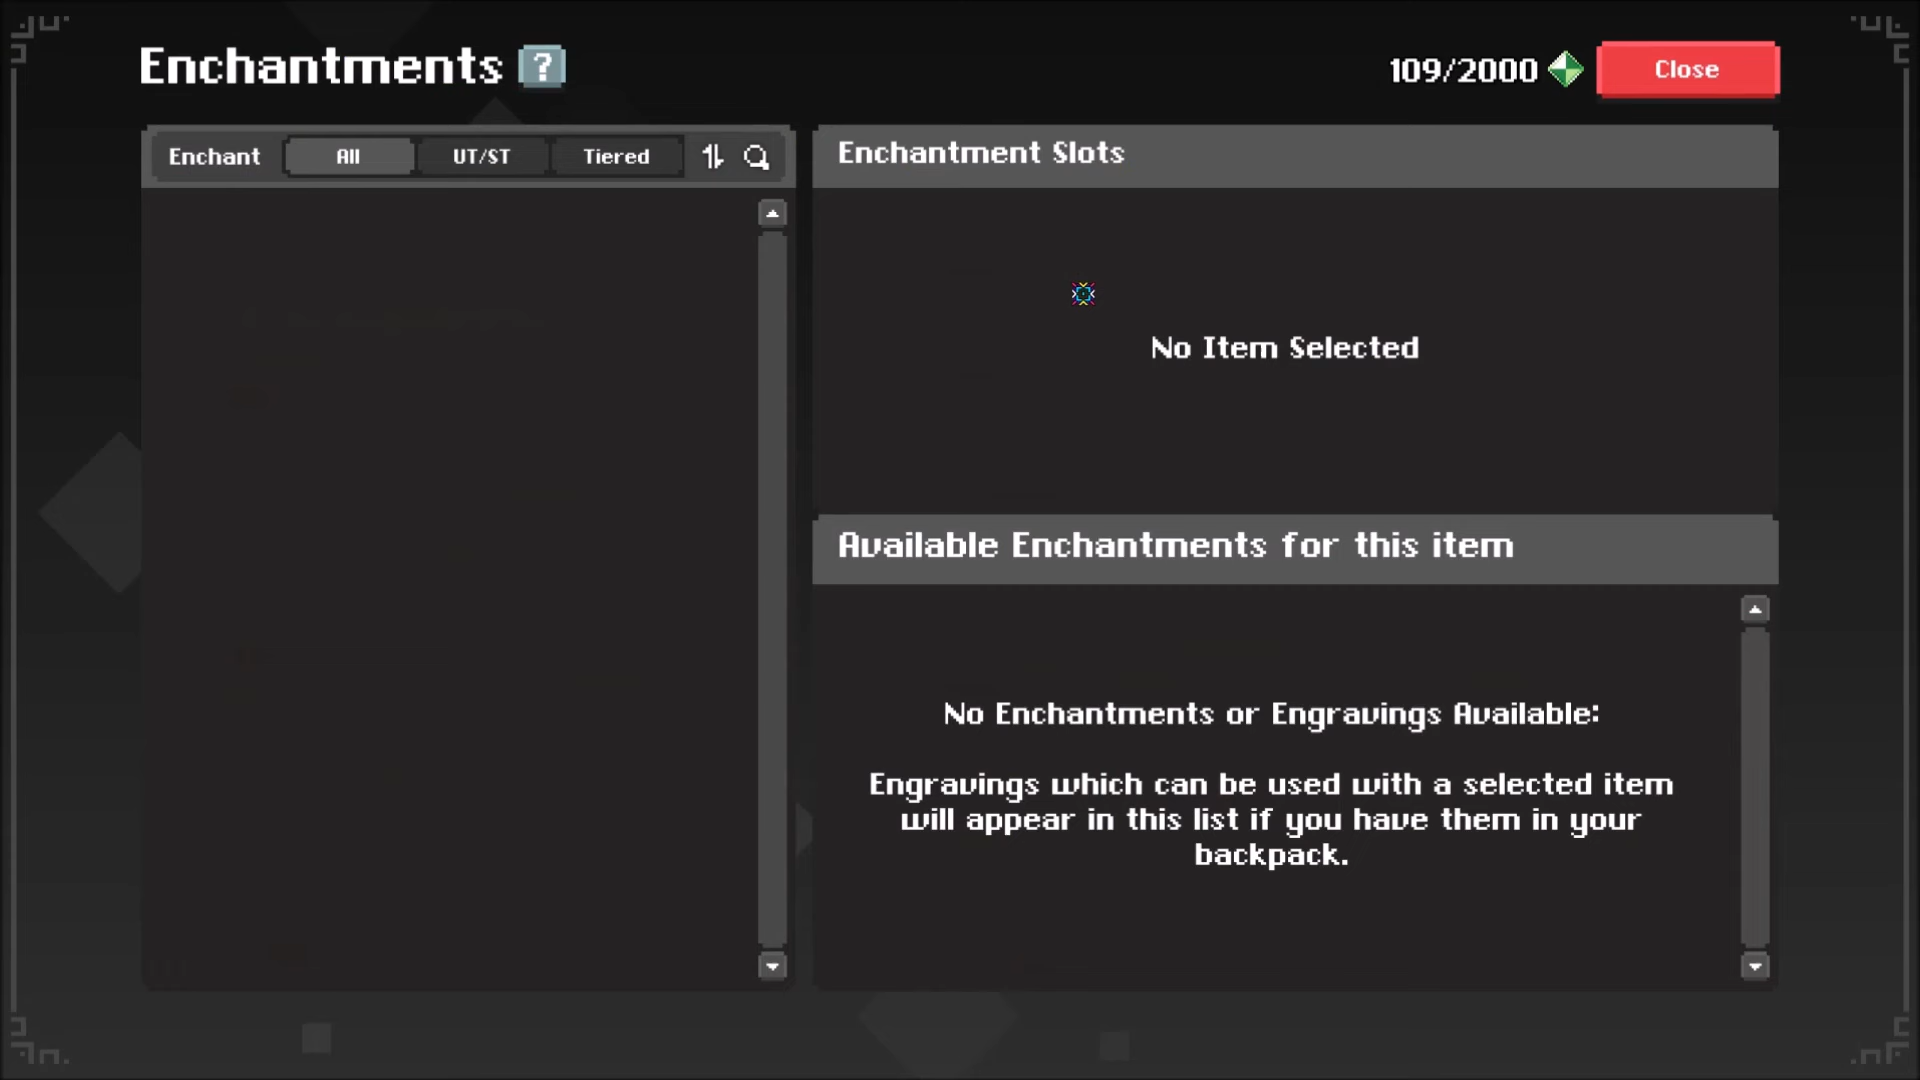 Enchantments ?
109/2000
Close
Enchant All UT/ST Tiered
Enchantment Slots
No Item Selected
Available Enchantments for this item
No Enchantments or Engravings Available:
Engravings which can be used with a selected item
will appear in this list if you have them in your
backpack.